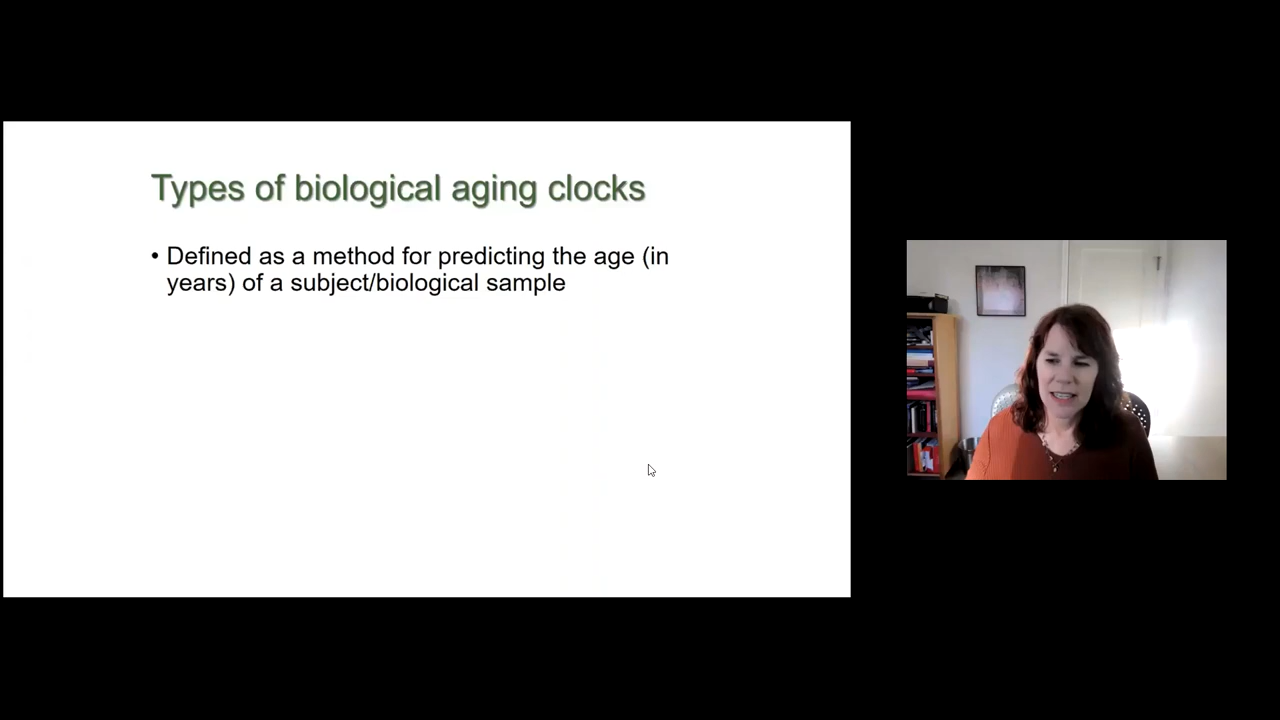 Types of biological aging clocks
• Defined as a method for predicting the age (in
years) of a subject/biological sample